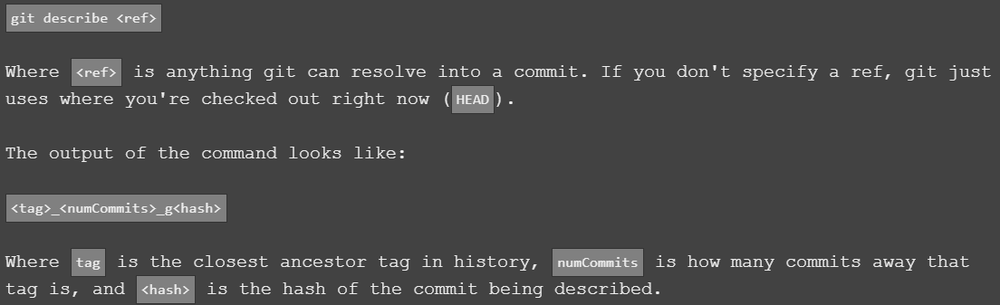 git describe <ref>
Where <ref> is anything git can resolve into a commit. If you don't specify a ref, git just
uses where you're checked out right now (HEAD).
The output of the command looks like:
<tag>_<numCommits>_g<hash>
Where tag is the closest ancestor tag in history, numCommits is how many commits away that
tag is, and <hash> is the hash of the commit being described.